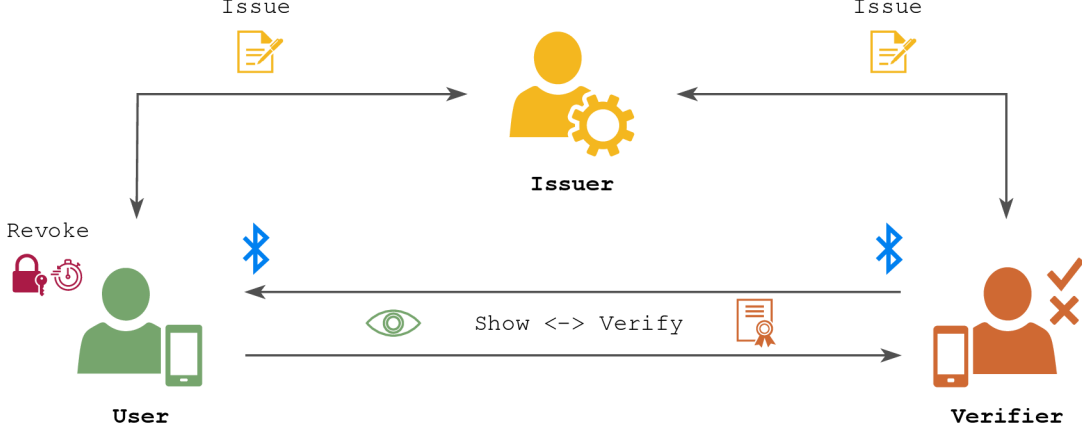 Issue
Issue
Issuer
Revoke
Show <-> Verify
User
Verifier